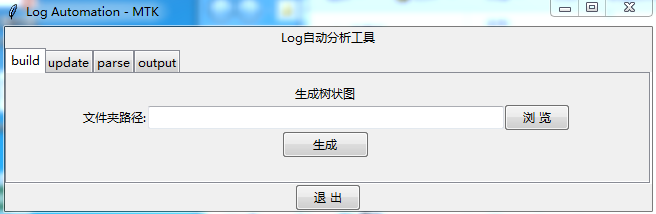 Log Automation - MTK
Log自动分析工具
build update parse output
生成树状图
文件夹路径: 浏 览
生成
退 出